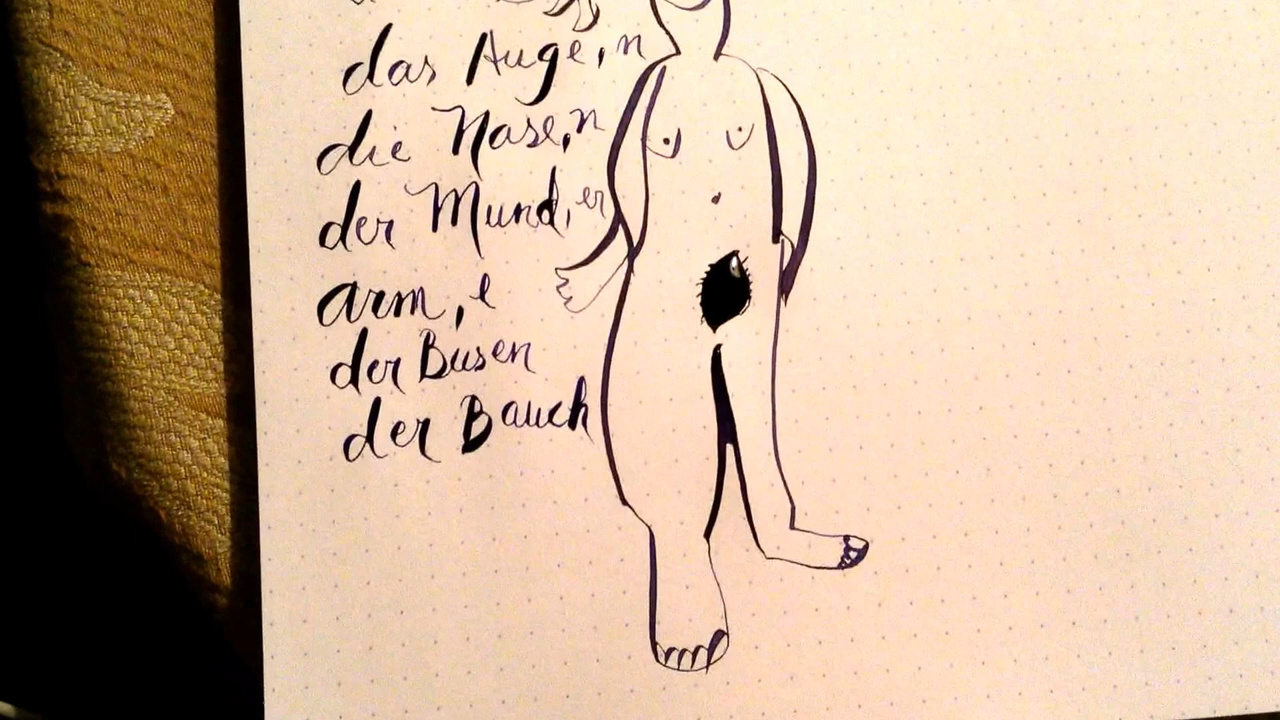 das Auge,n
die Nase,n
der Mund,er
arm,e
der Busen
der Bauch